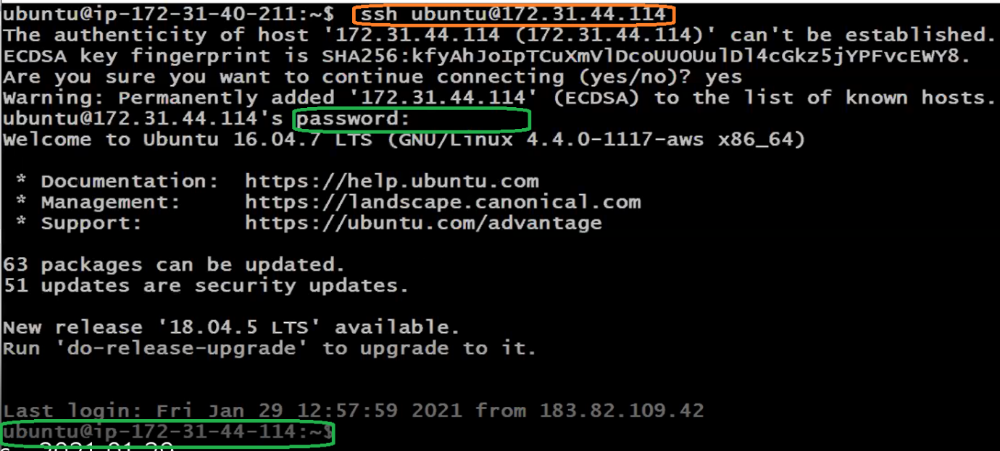 ubuntu@ip-172-31-40-211:~$ ssh ubuntu@172.31.44.114
The authenticity of host '172.31.44.114 (172.31.44.114)' can't be established.
ECDSA key fingerprint is SHA256:kfyAhJoIpTCuXmVlDcoUUOUulDl4cGkz5jYPFvcEWY8.
Are you sure you want to continue connecting (yes/no)? yes
Warning: Permanently added '172.31.44.114' (ECDSA) to the list of known hosts.
ubuntu@172.31.44.114's password:
Welcome to Ubuntu 16.04.7 LTS (GNU/Linux 4.4.0-1117-aws x86_64)
* Documentation: https://help.ubuntu.com
* Management: https://landscape.canonical.com
* Support: https://ubuntu.com/advantage
63 packages can be updated.
51 updates are security updates.
New release '18.04.5 LTS' available.
Run 'do-release-upgrade' to upgrade to it.
Last login: Fri Jan 29 12:57:59 2021 from 183.82.109.42
ubuntu@ip-172-31-44-114:~$